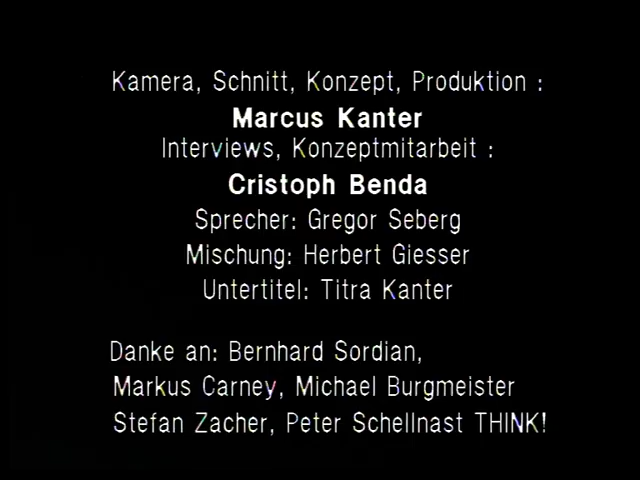 Kamera, Schnitt, Konzept, Produktion :
Marcus Kanter
Interviews, Konzeptmitarbeit :
Cristoph Benda
Sprecher: Gregor Seberg
Mischung: Herbert Giesser
Untertitel: Titra Kanter
Danke an: Bernhard Sordian,
Markus Carney, Michael Burgmeister
Stefan Zacher, Peter Schellnast THINK!